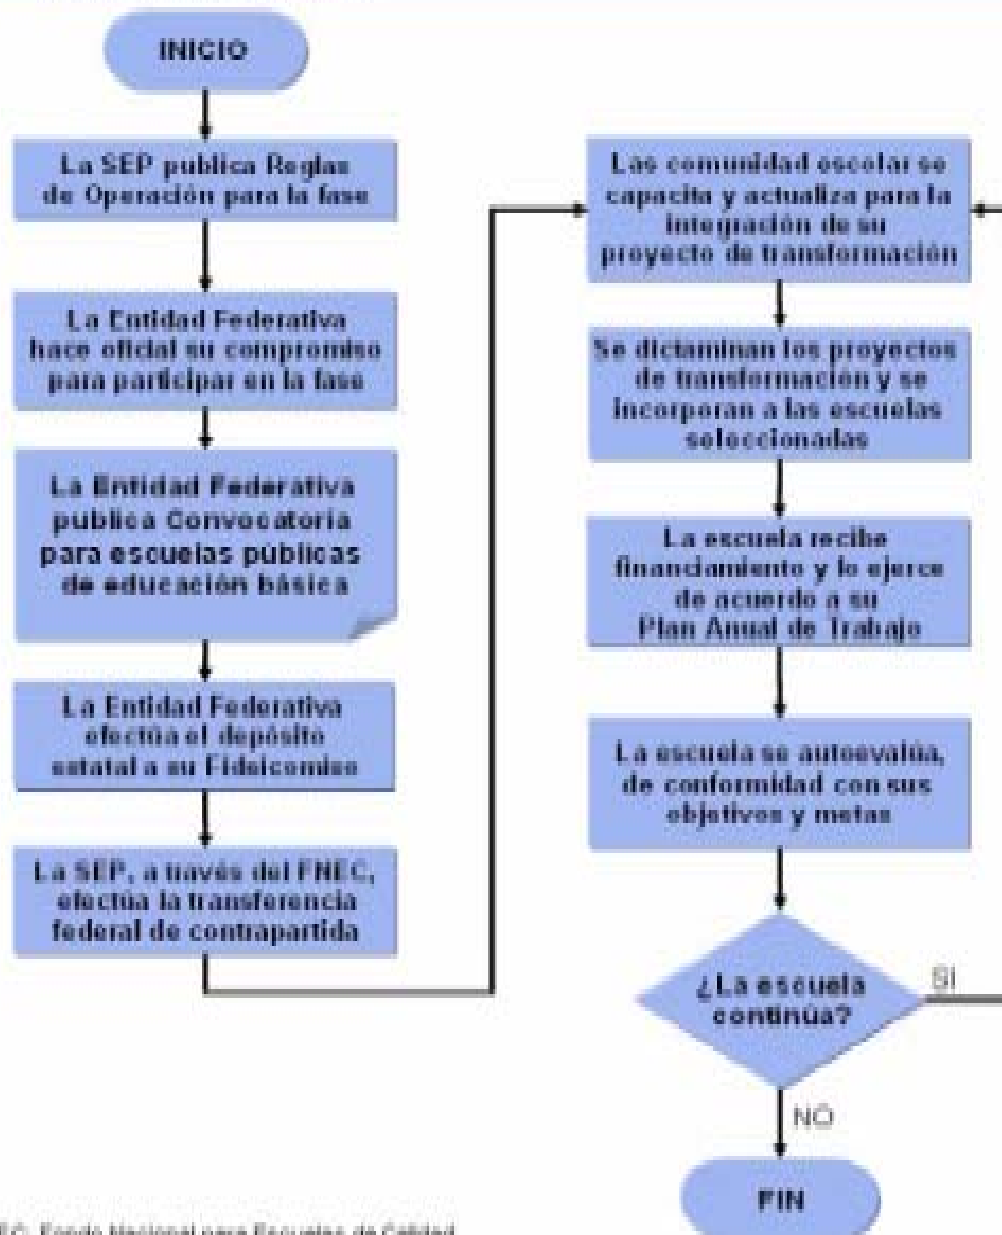 INICIO
La SEP publica Reglas
de Operación para la fase
La Entidad Federativa
hace oficial su compromiso
para participar en la fase
La Entidad Federativa
publica Convocatoria
para escuelas públicas
de educación básica
La Entidad Federativa
efectúa el depósito
estatal a su Fideicomiso
La SEP, a través del FNEC,
efectúa la transferencia
federal de contrapartida
Las comunidad escolar se
capacita y actualiza para la
integración de su
proyecto de transformación
Se dictaminan los proyectos
de transformación y se
incorporan a las escuelas
seleccionadas
La escuela recibe
financiamiento y lo ejerce
de acuerdo a su
Plan Anual de Trabajo
La escuela se autoevalúa,
de conformidad con sus
objetivos y metas
¿La escuela
continúa?
SI
NO
FIN
EC: Fondo Nacional para Escuelas de Calidad